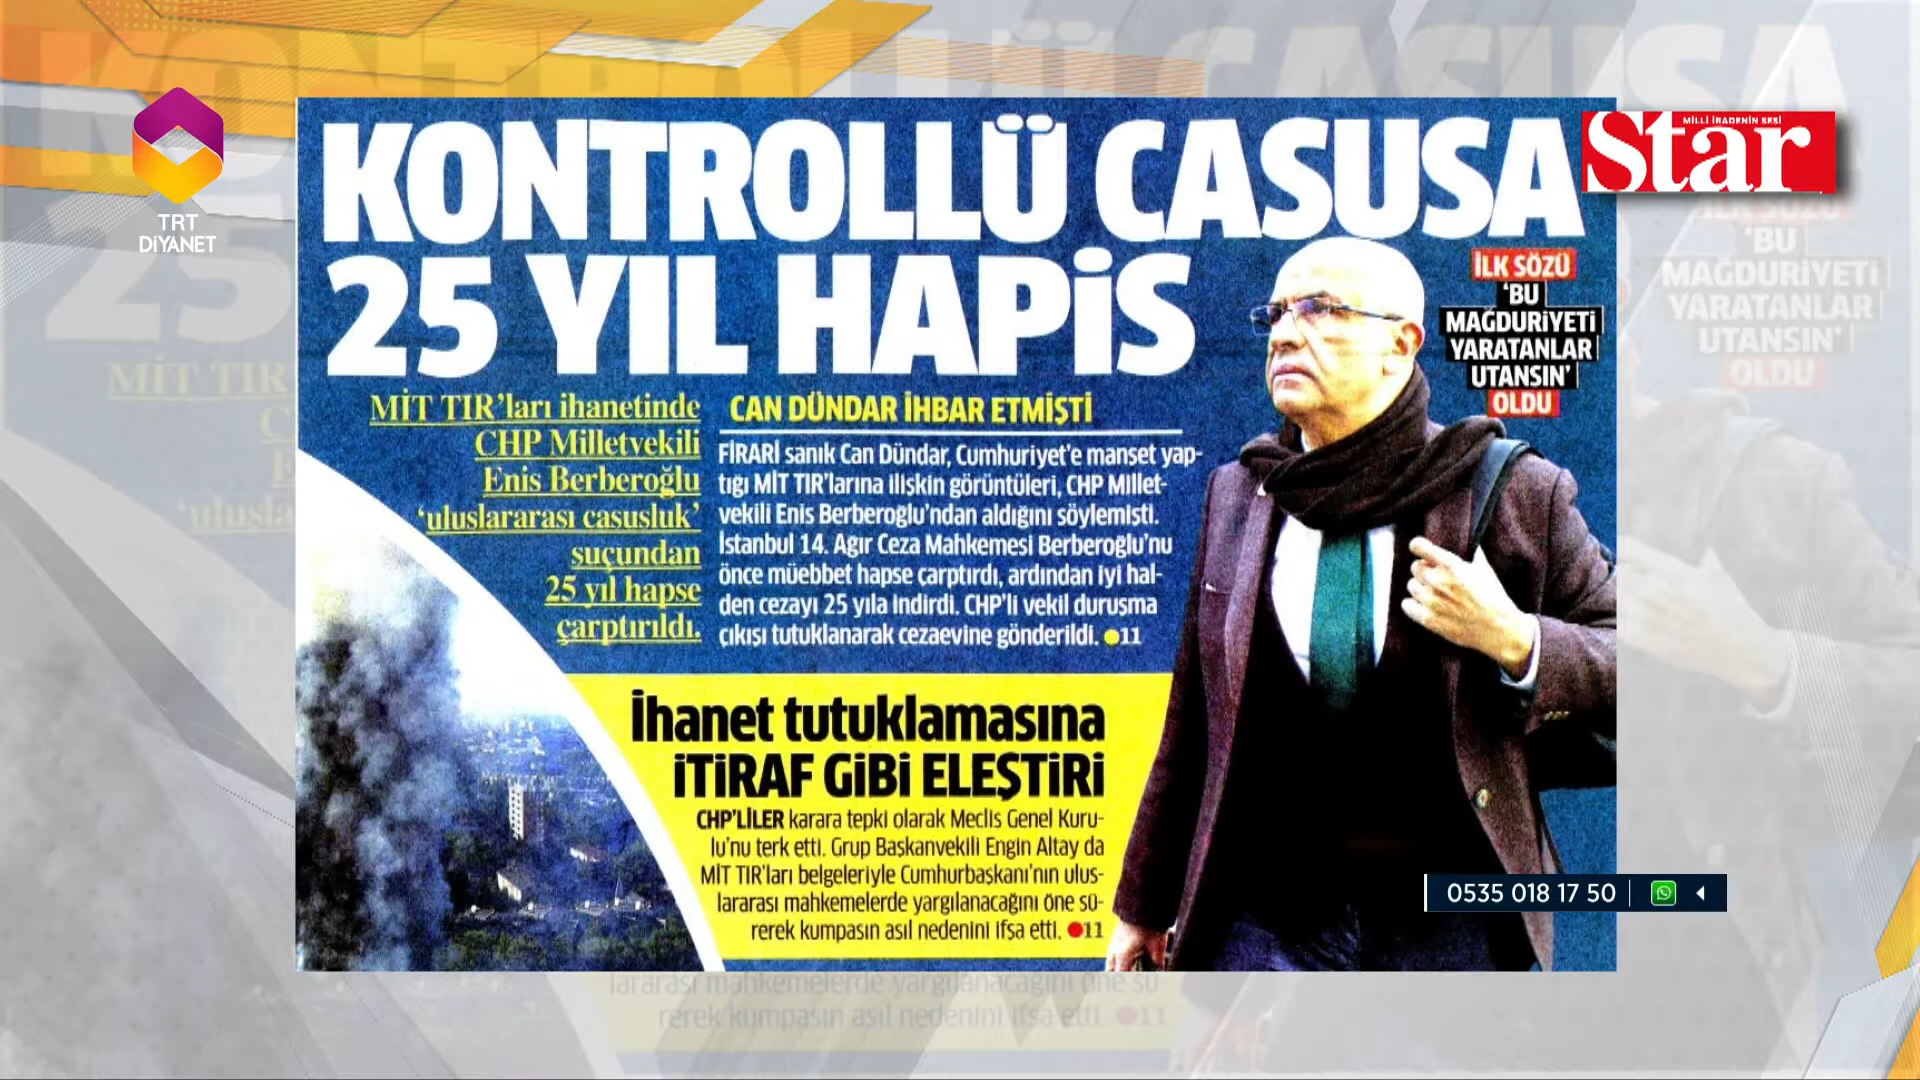 TRT
DİYANET
MİLLİ İRADENİN SESİ
Star
KONTROLLÜ CASUSA
25 YIL HAPİS
İLK SÖZÜ
'BU
MAĞDURİYETİ
YARATANLAR
UTANSIN'
OLDU
MİT TIR'ları ihanetinde
CHP Milletvekili
Enis Berberoğlu
'uluslararası casusluk'
suçundan
25 yıl hapse
çarptırıldı.
CAN DÜNDAR İHBAR ETMİŞTİ
FİRARİ sanık Can Dündar, Cumhuriyet'e manşet yap-
tığı MİT TIR'larına ilişkin görüntüleri, CHP Millet-
vekili Enis Berberoğlu'ndan aldığını söylemişti.
İstanbul 14. Ağır Ceza Mahkemesi Berberoğlu'nu
önce müebbet hapse çarptırdı, ardından iyi hal-
den cezayı 25 yıla indirdi. CHP'li vekil duruşma
çıkışı tutuklanarak cezaevine gönderildi. ●11
İhanet tutuklamasına
İTİRAF GİBİ ELEŞTİRİ
CHP'LİLER karara tepki olarak Meclis Genel Kuru-
lu'nu terk etti. Grup Başkanvekili Engin Altay da
MİT TIR'ları belgeleriyle Cumhurbaşkanı'nın ulus-
lararası mahkemelerde yargılanacağını öne sü-
rerek kumpasın asıl nedenini ifşa etti. ●11
0535 018 17 50